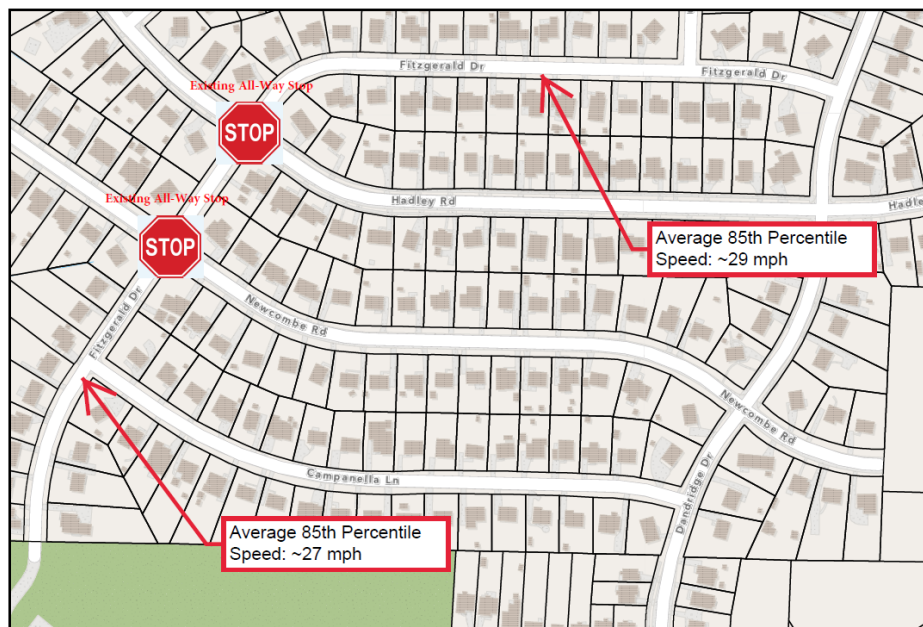 Fitzgerald Dr
Fitzgerald Dr
Existing All-Way Stop
STOP
Existing All-Way Stop
STOP
Hadley Rd
Hadle
Average 85th Percentile
Speed: ~29 mph
Fitzgerald Dr
Newcombe Rd
Newcombe Rd
Campanella Ln
Dandridge Dr
Average 85th Percentile
Speed: ~27 mph